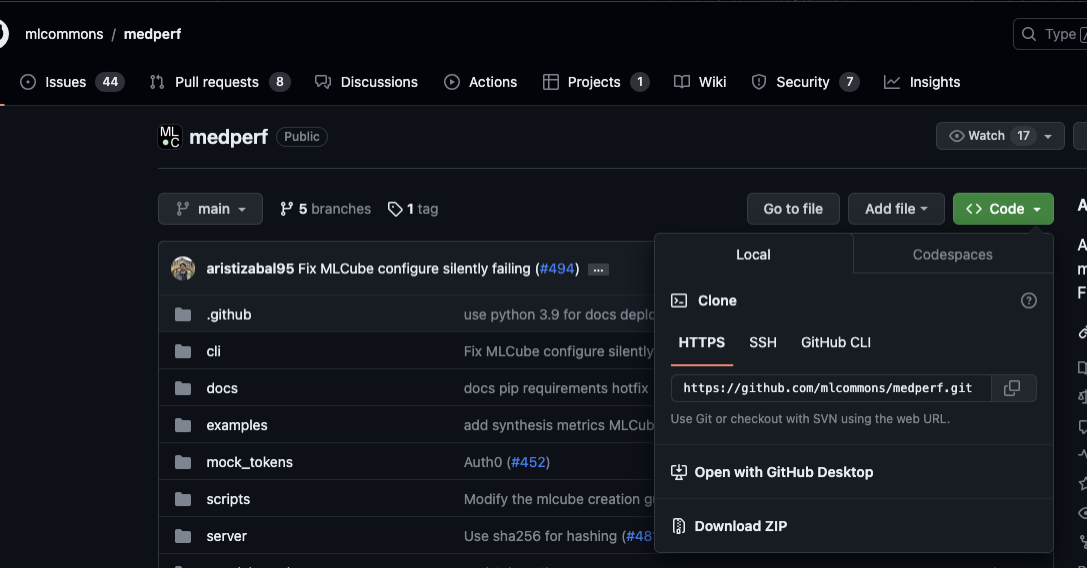 mlcommons / medperf
Type /
Issues 44 Pull requests 8 Discussions Actions Projects 1 Wiki Security 7 Insights
ML
C
medperf Public
Watch 17
main 5 branches 1 tag
Go to file Add file <> Code
aristizabal95 Fix MLCube configure silently failing (#494) ...
Local Codespaces
Clone
.github use python 3.9 for docs deplo
HTTPS SSH GitHub CLI
cli Fix MLCube configure silently
docs docs pip requirements hotfix
https://github.com/mlcommons/medperf.git
Use Git or checkout with SVN using the web URL.
examples add synthesis metrics MLCub
mock_tokens Auth0 (#452)
Open with GitHub Desktop
scripts Modify the mlcube creation gu
Download ZIP
server Use sha256 for hashing (#48